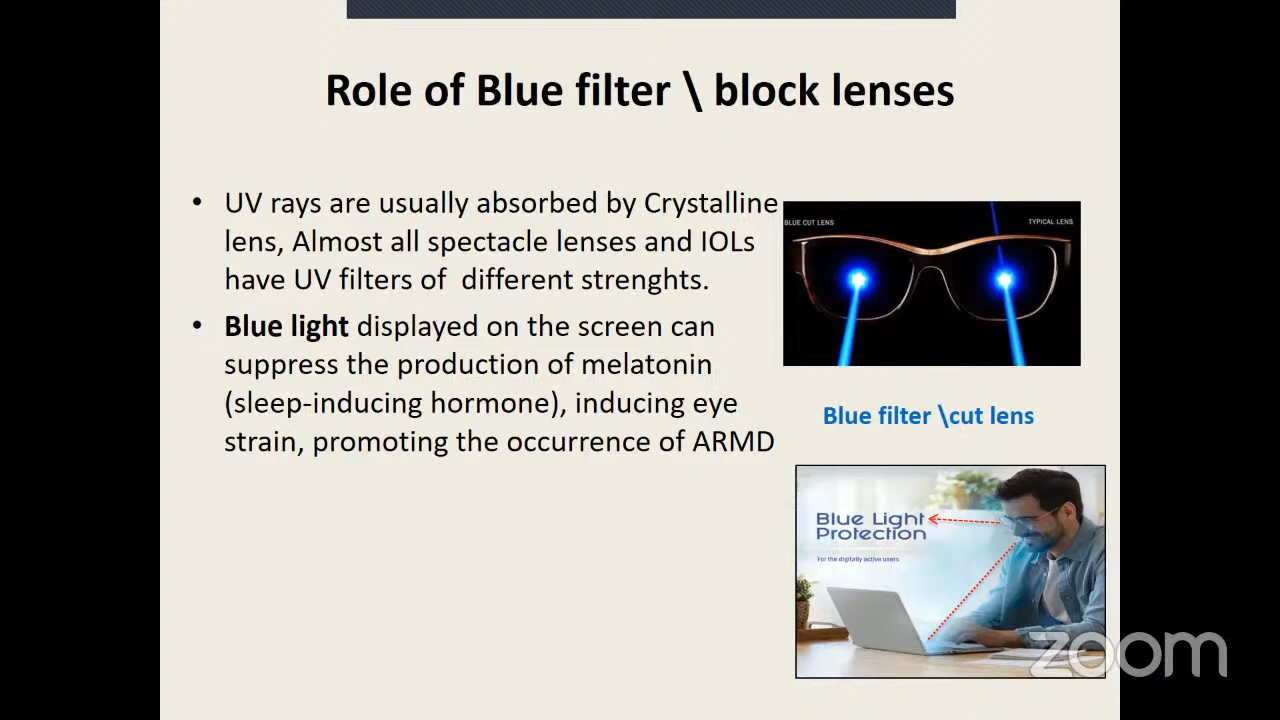 Role of Blue filter \ block lenses
• UV rays are usually absorbed by Crystalline
lens, Almost all spectacle lenses and IOLs
have UV filters of  different strenghts.
• Blue light displayed on the screen can
suppress the production of melatonin
(sleep-inducing hormone), inducing eye
strain, promoting the occurrence of ARMD
BLUE CUT LENS
TYPICAL LENS
Blue filter \cut lens
Blue Light
Protection
For the digitally active users
zoom